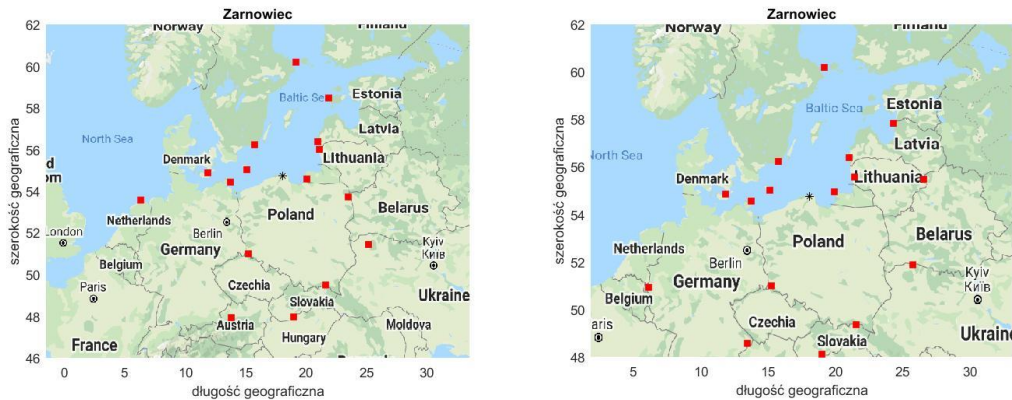 Zarnowiec
62
60
58
56
54
52
50
48
46
szerokość geograficzna
Norway
Finland
Baltic Sea
Estonia
North Sea
Latvia
Denmark
Lithuania
Netherlands
Poland
Belarus
London
Berlin
Germany
Kyiv
Київ
Belgium
Paris
Czechia
Slovakia
Ukraine
Austria
Hungary
Moldova
France
0 5 10 15 20 25 30
długość geograficzna
Zarnowiec
62
60
58
56
54
52
50
48
szerokość geograficzna
Norway
Finland
Baltic Sea
Estonia
North Sea
Latvia
Denmark
Lithuania
Netherlands
Poland
Belarus
Berlin
Germany
Kyiv
Київ
Belgium
aris
Czechia
Slovakia
Ukraine
5 10 15 20 25 30
długość geograficzna